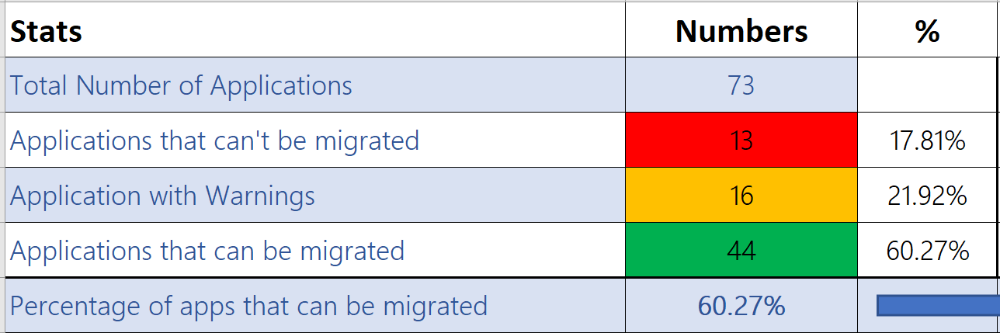 Stats Numbers %
Total Number of Applications 73
Applications that can't be migrated 13 17.81%
Application with Warnings 16 21.92%
Applications that can be migrated 44 60.27%
Percentage of apps that can be migrated 60.27%